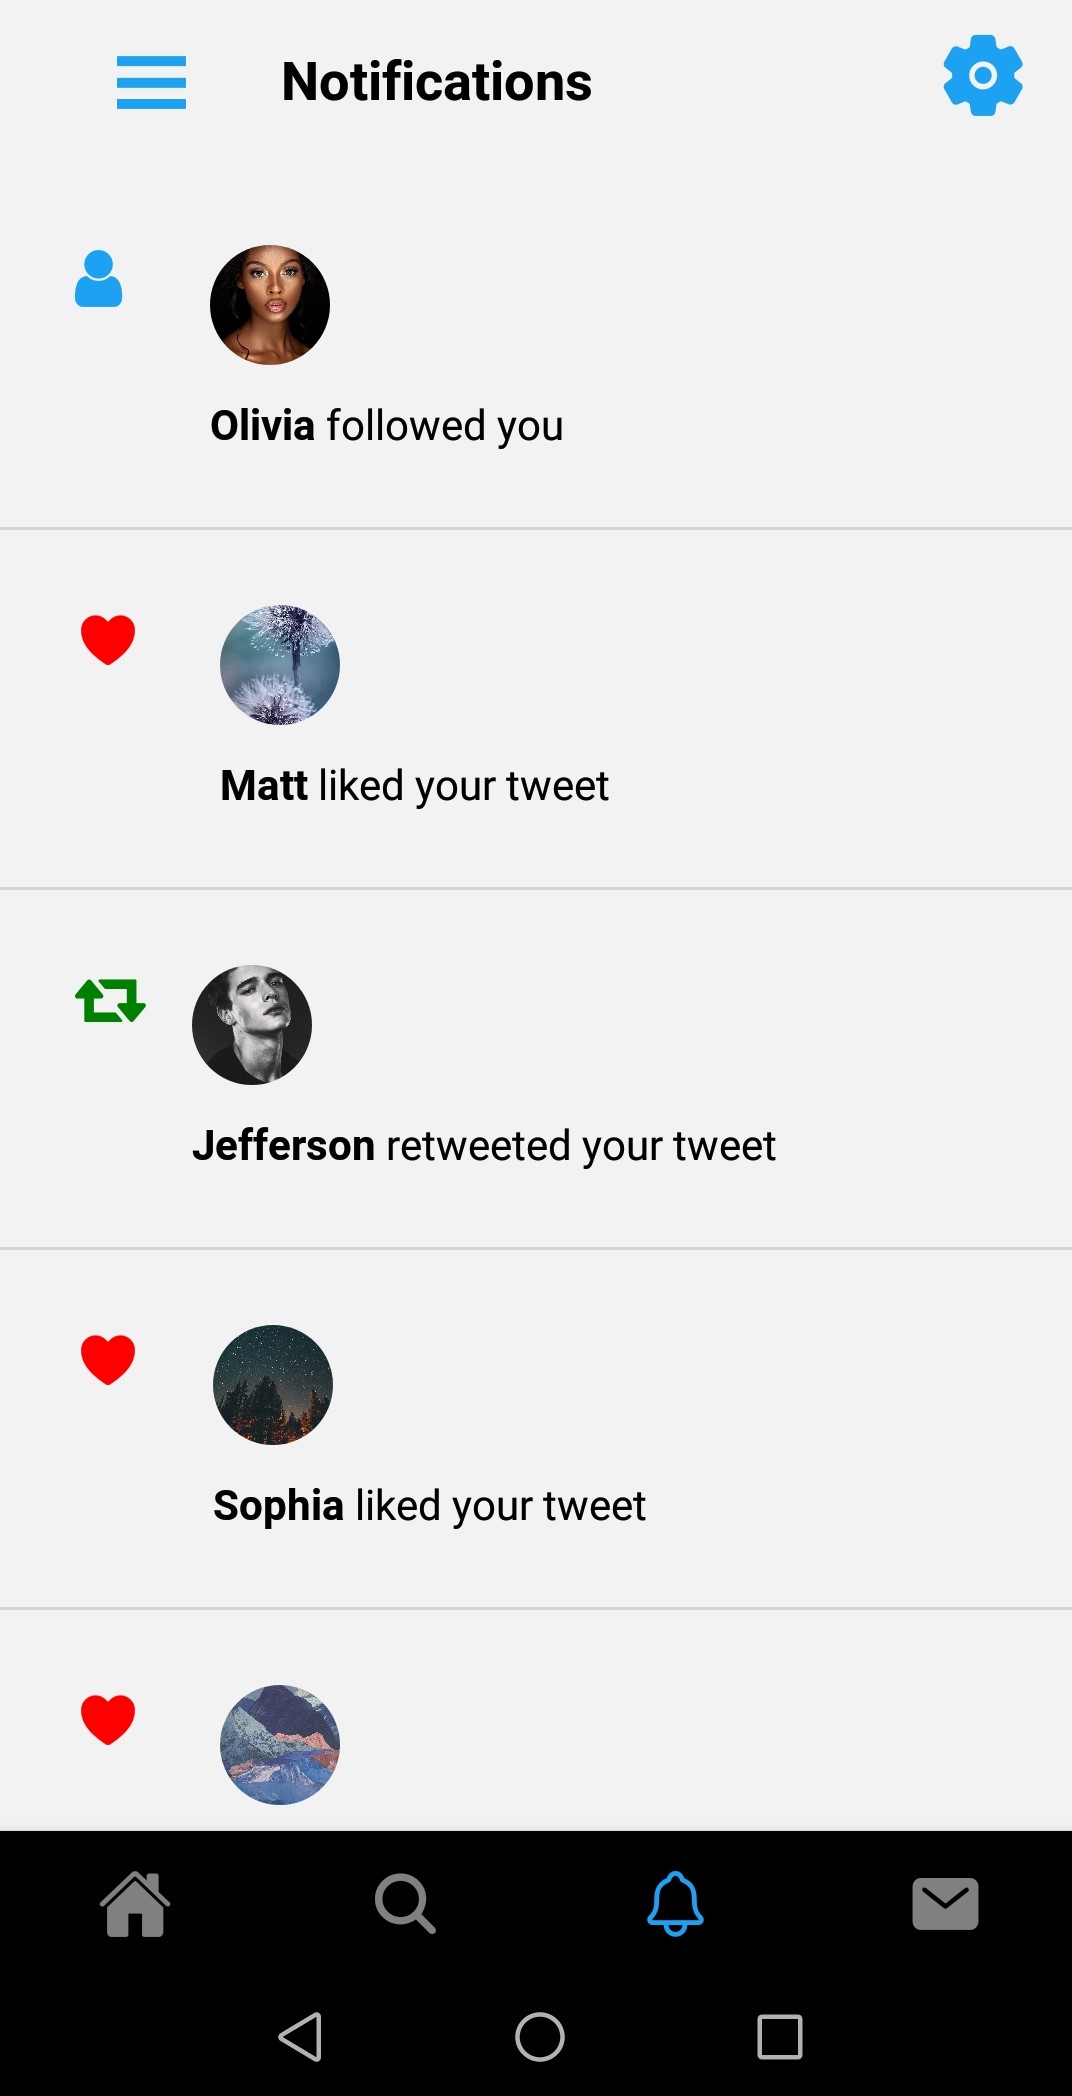 Notifications
Olivia followed you
Matt liked your tweet
Jefferson retweeted your tweet
Sophia liked your tweet